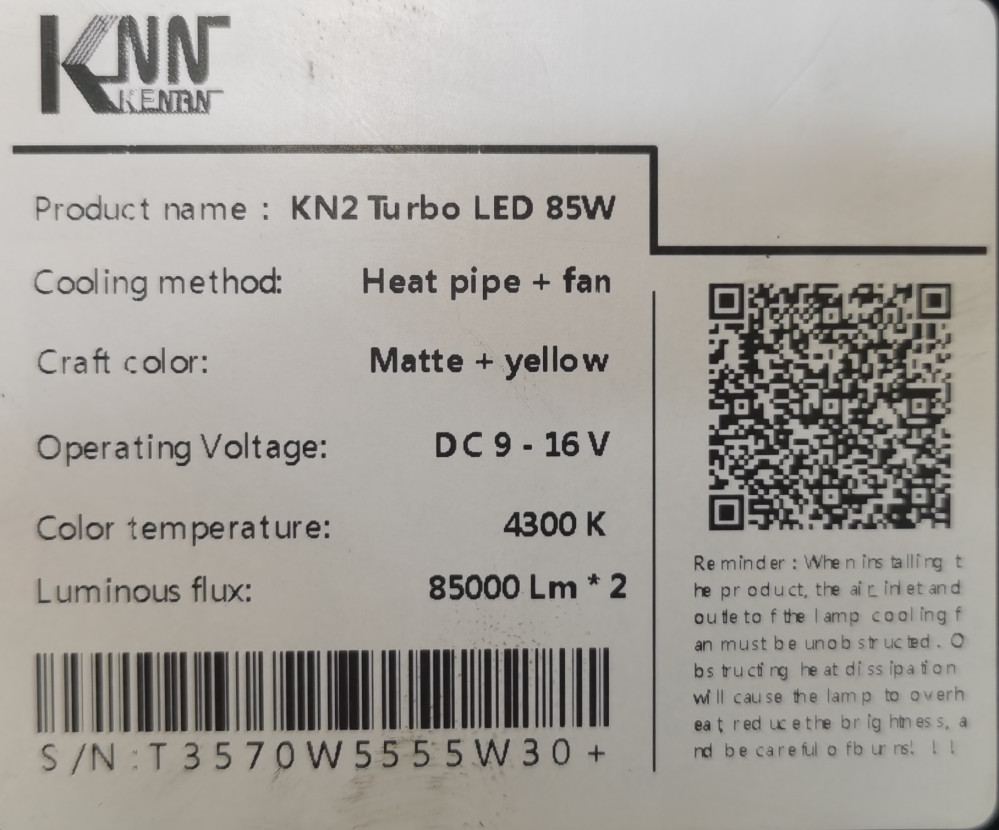 KNN
KENTAN
Product name : KN2 Turbo LED 85W
Cooling method: Heat pipe + fan
Craft color: Matte + yellow
Operating Voltage: DC 9 - 16 V
Color temperature: 4300 K
Luminous flux: 85000 Lm * 2
S/N:T3570W5555W30+
Reminder : When installing t
he product, the air inlet and
outlet of the lamp cooling f
an must be unobstructed. O
bstructing heat dissipation
will cause the lamp to overh
eat, reduce the brightness, a
nd be careful of burns! ! !